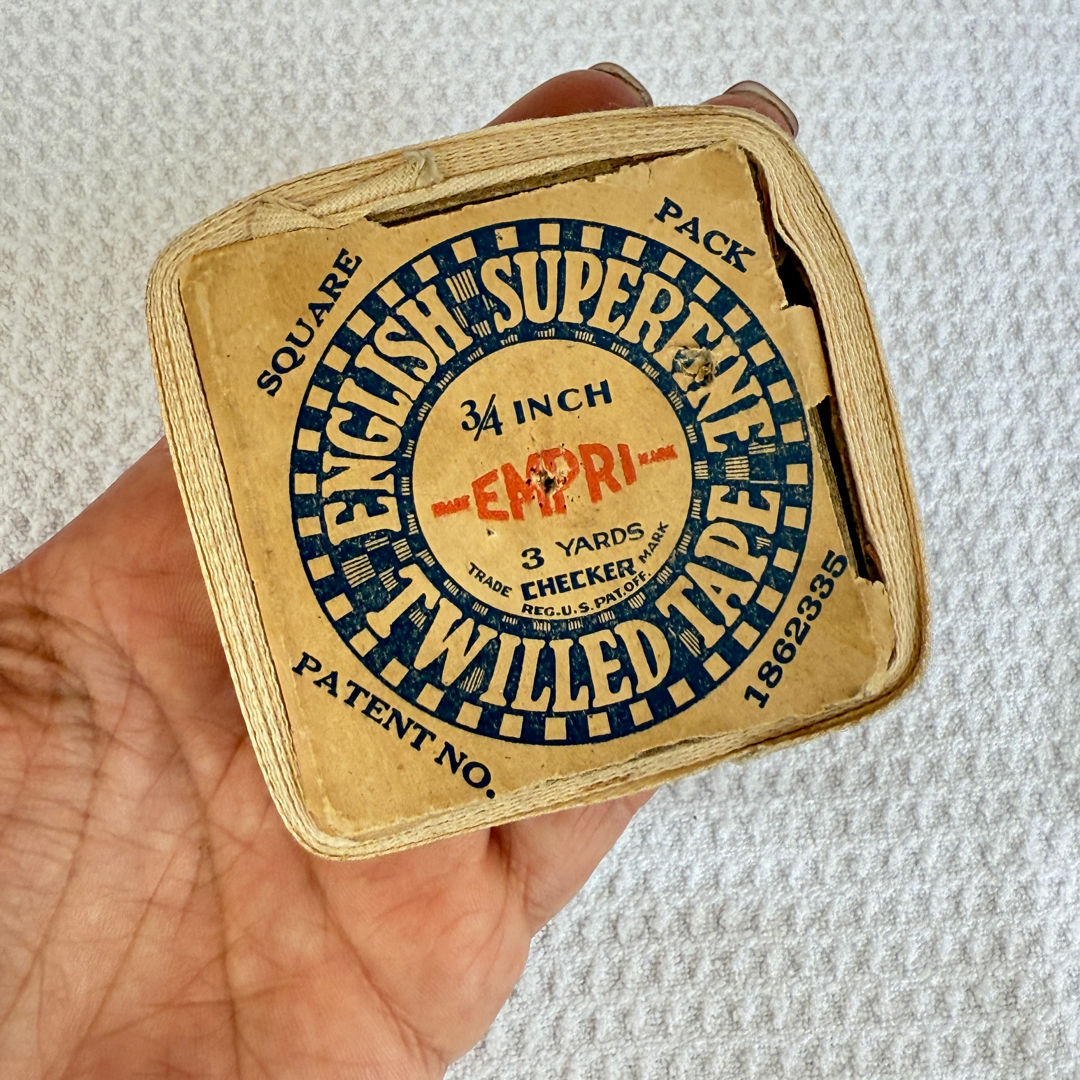 SQUARE PACK
ENGLISH SUPERFINE
TWILLED TAPE
3/4 INCH
EMPRI
3 YARDS
TRADE CHECKER MARK
REG.U.S.PAT.OFF.
PATENT NO. 1862335